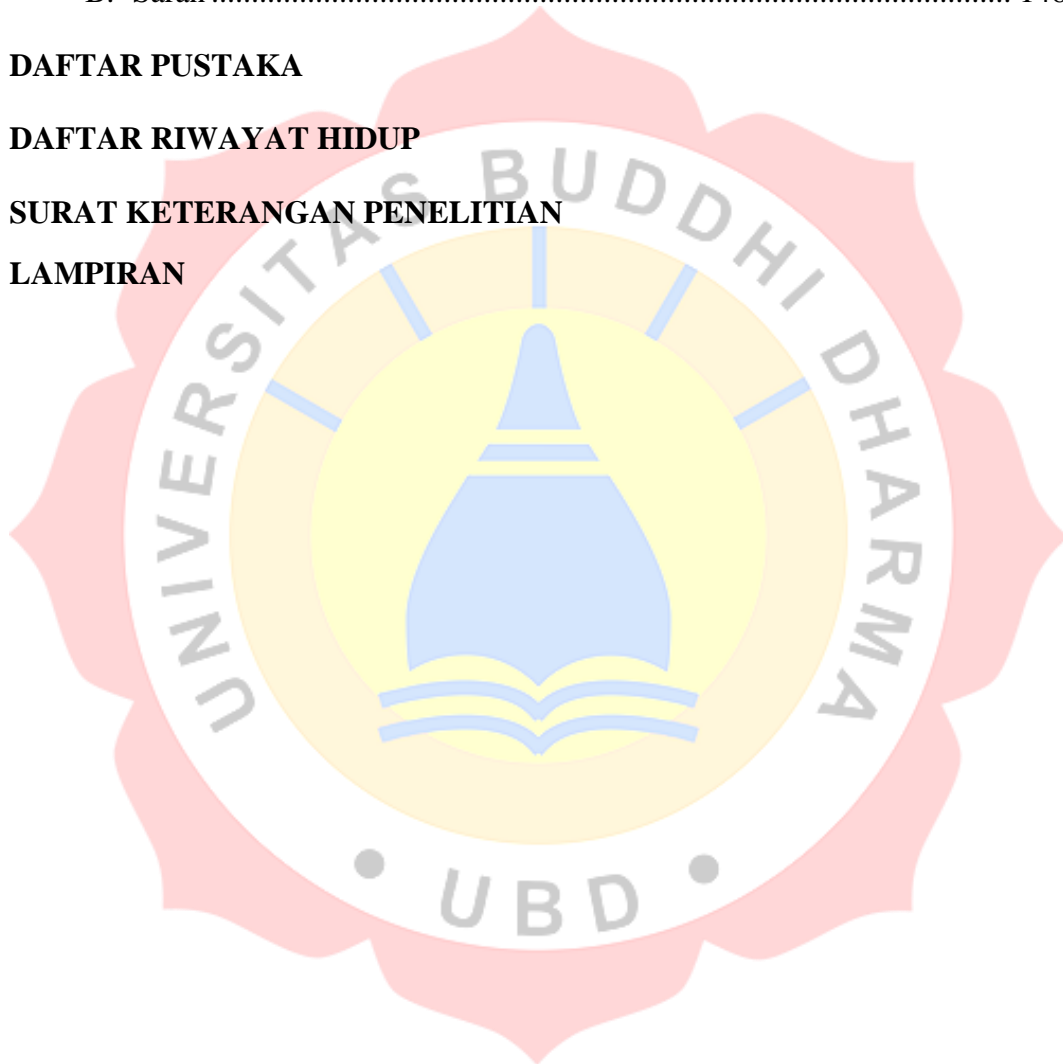 DAFTAR PUSTAKA
DAFTAR RIWAYAT HIDUP
SURAT KETERANGAN PENELITIAN
LAMPIRAN
UNIVERSITAS BUDDHI DHARMA
• UBD •